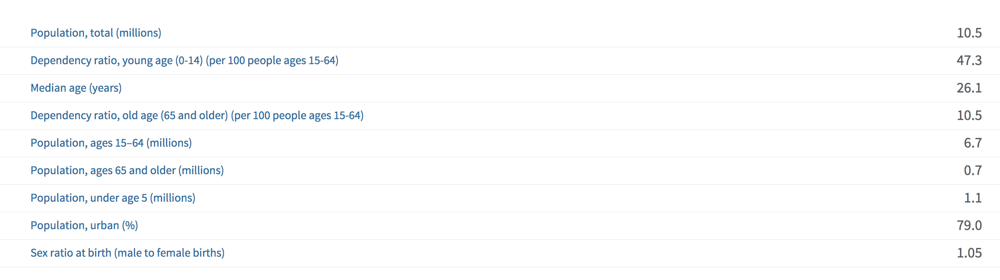 Population, total (millions) 10.5
Dependency ratio, young age (0-14) (per 100 people ages 15-64) 47.3
Median age (years) 26.1
Dependency ratio, old age (65 and older) (per 100 people ages 15-64) 10.5
Population, ages 15–64 (millions) 6.7
Population, ages 65 and older (millions) 0.7
Population, under age 5 (millions) 1.1
Population, urban (%) 79.0
Sex ratio at birth (male to female births) 1.05